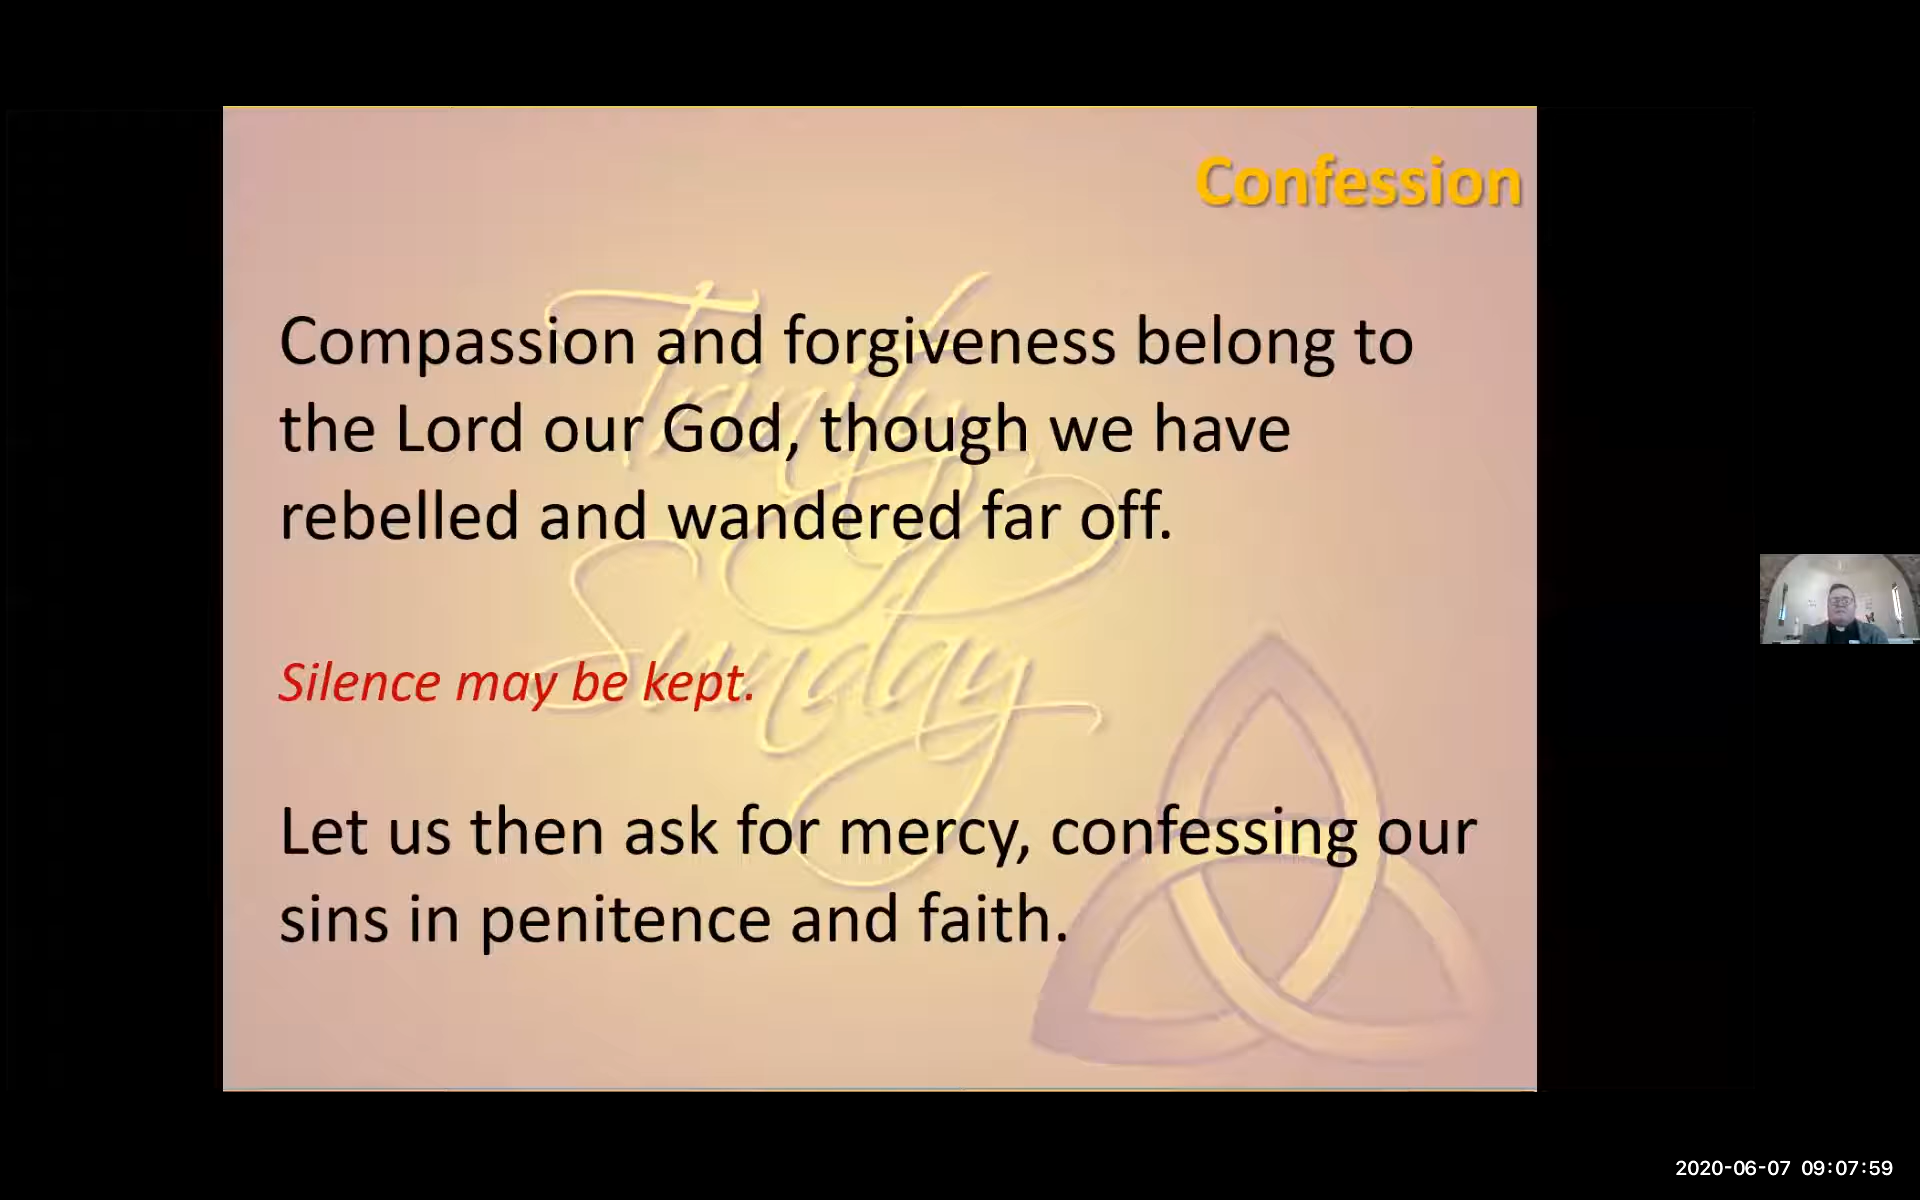 Confession
Trinity
Sunday
Compassion and forgiveness belong to
the Lord our God, though we have
rebelled and wandered far off.
Silence may be kept.
Let us then ask for mercy, confessing our
sins in penitence and faith.
2020-06-07 09:07:59